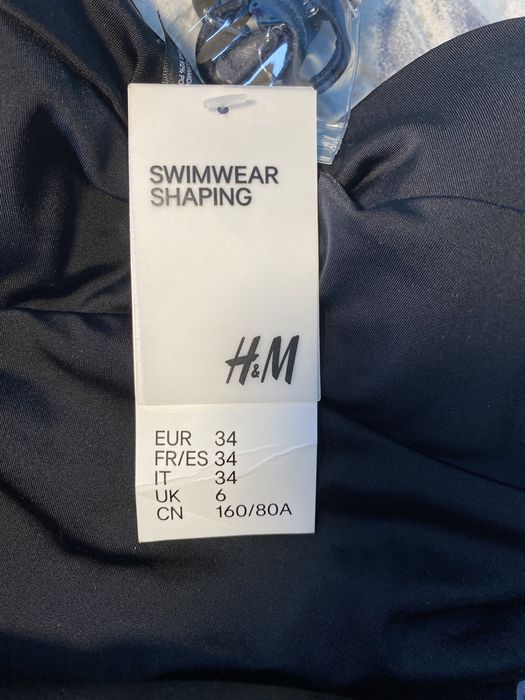 SWIMWEAR
SHAPING
H&M
EUR 34
FR/ES 34
IT 34
UK 6
CN 160/80A